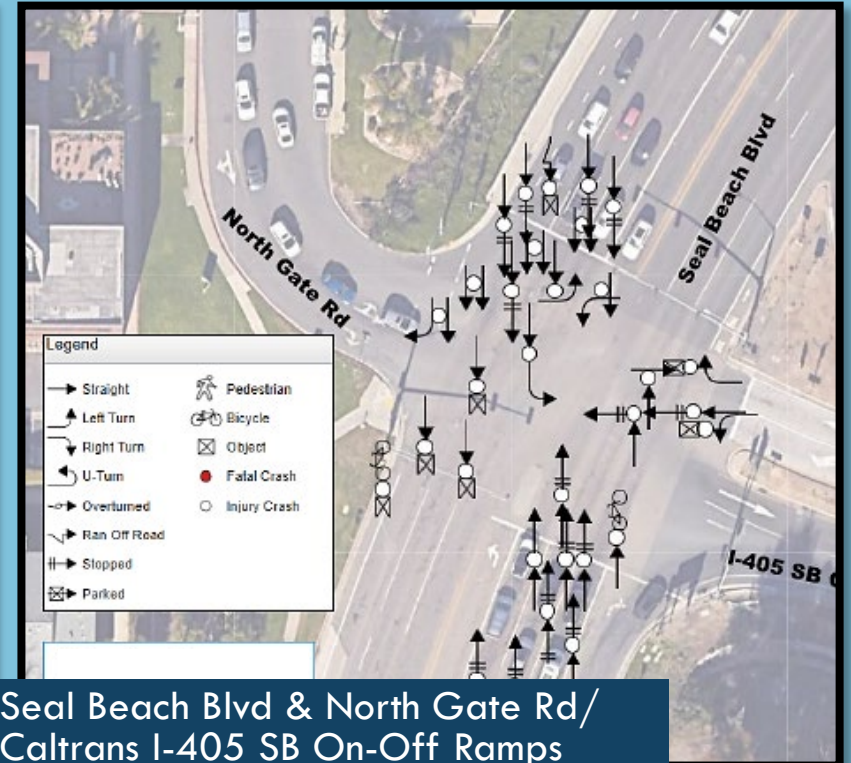 Seal Beach Blvd
North Gate Rd
Legend
Straight
Left Turn
Right Turn
U-Turn
Overturned
Ran Off Road
Stopped
Parked
Pedestrian
Bicycle
Object
Fatal Crash
Injury Crash
I-405 SB
Seal Beach Blvd & North Gate Rd/
Caltrans I-405 SB On-Off Ramps